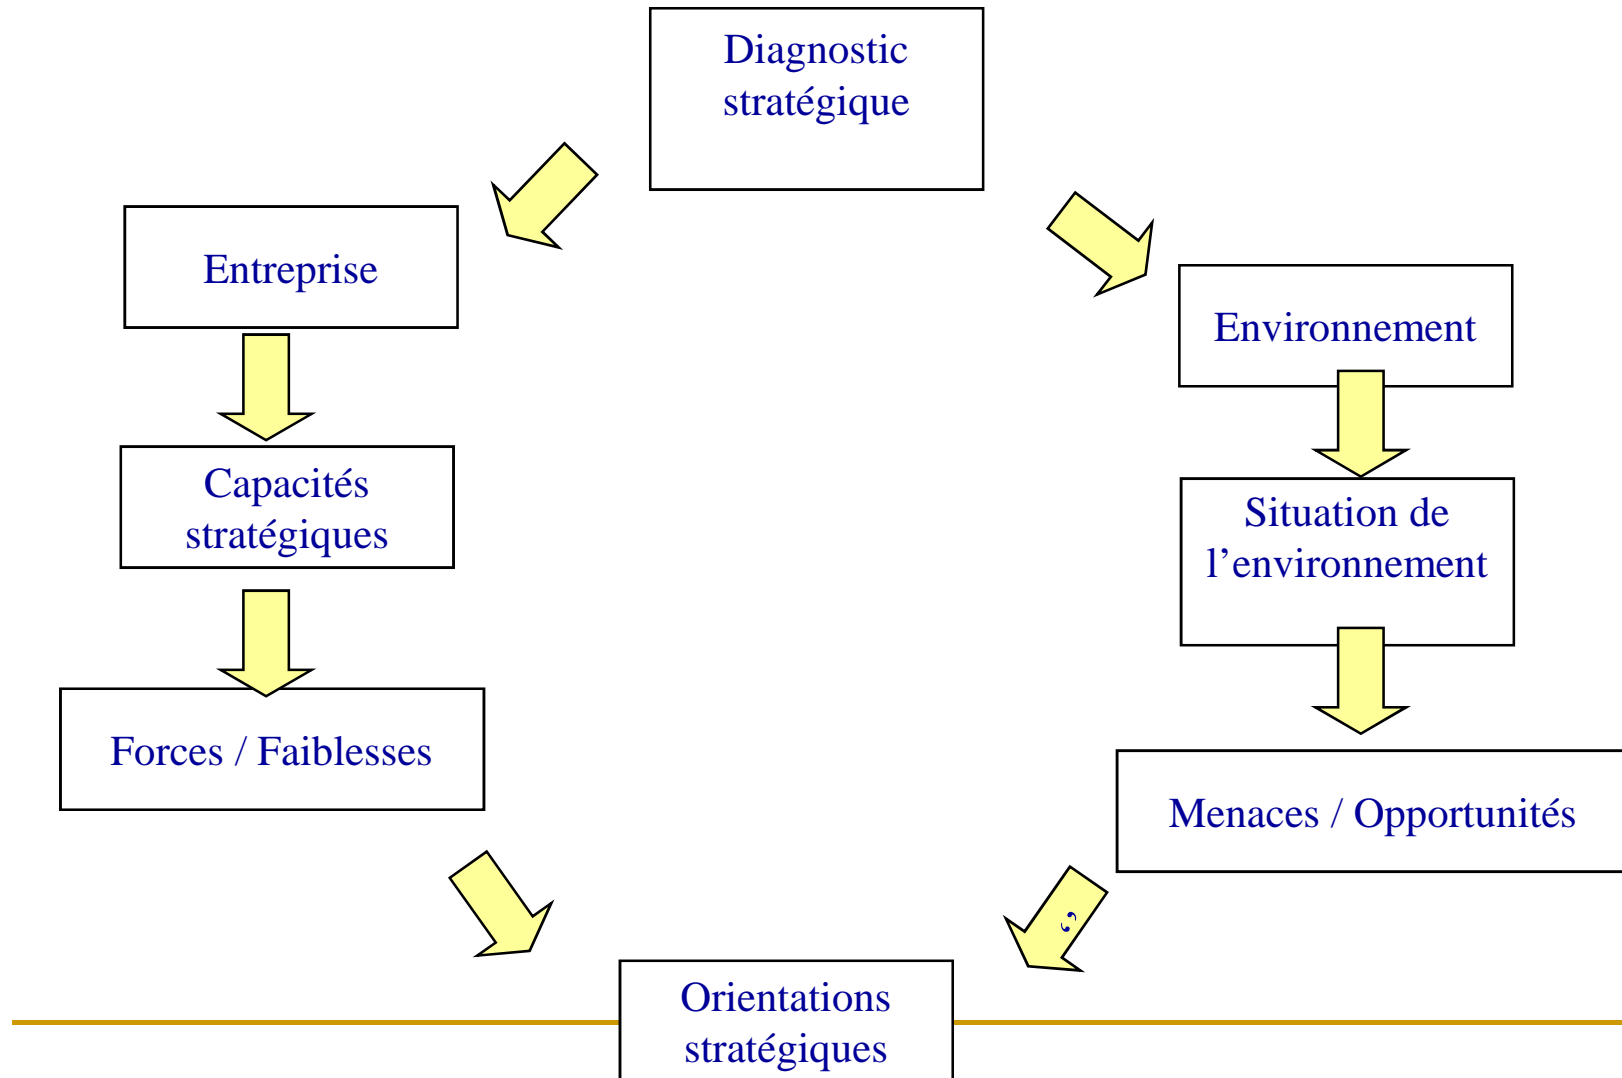 Diagnostic
stratégique
Entreprise
Environnement
Capacités
stratégiques
Situation de
l’environnement
Forces / Faiblesses
Menaces / Opportunités
‘’
Orientations
stratégiques